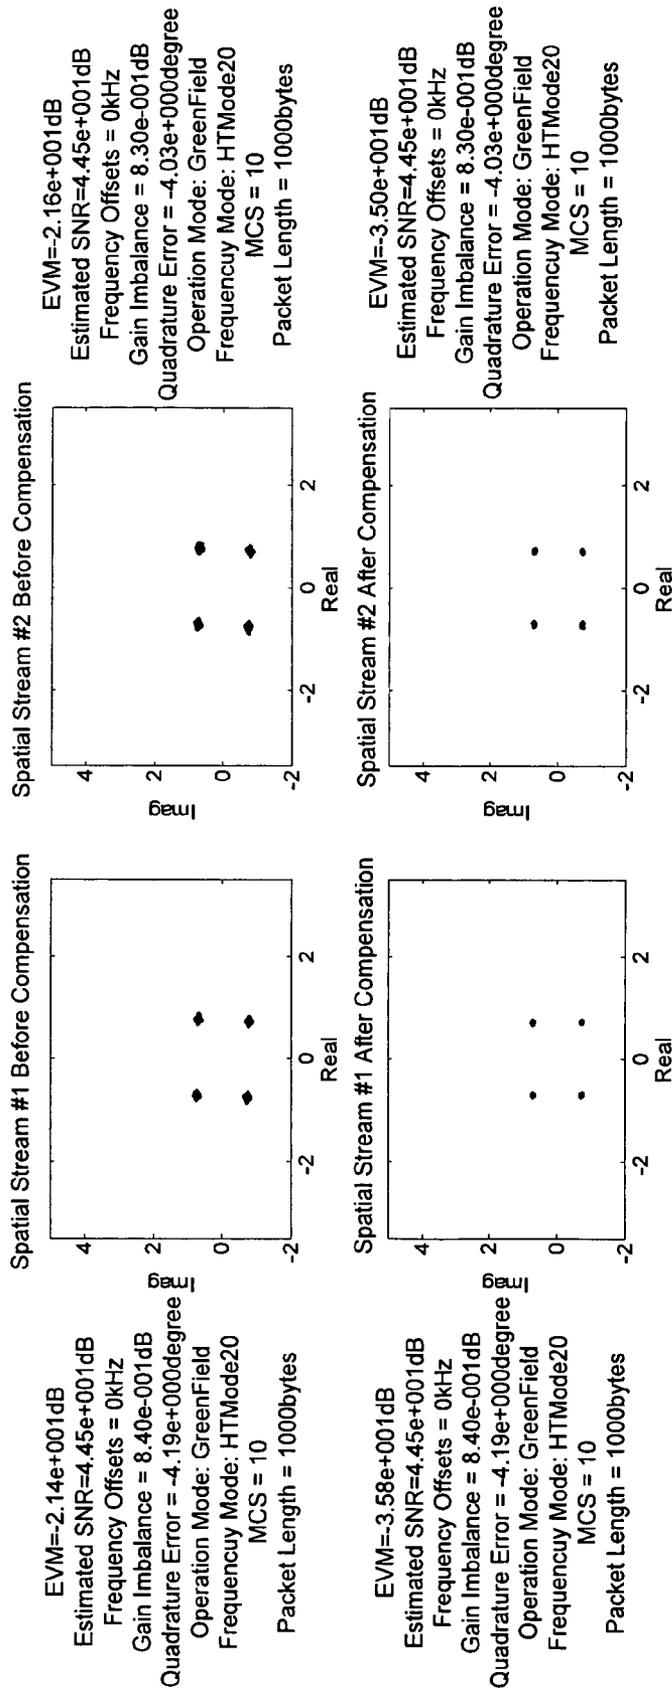 EVM=-2.14e+001dB
Estimated SNR=4.45e+001dB
Frequency Offsets = 0kHz
Gain Imbalance = 8.40e-001dB
Quadrature Error = -4.19e+000degree
Operation Mode: GreenField
Frequencuy Mode: HTMode20
MCS = 10
Packet Length = 1000bytes
Spatial Stream #1 Before Compensation
Imag
4
2
0
-2
-2
0
2
Real
Spatial Stream #2 Before Compensation
Imag
4
2
0
-2
-2
0
2
Real
EVM=-2.16e+001dB
Estimated SNR=4.45e+001dB
Frequency Offsets = 0kHz
Gain Imbalance = 8.30e-001dB
Quadrature Error = -4.03e+000degree
Operation Mode: GreenField
Frequencuy Mode: HTMode20
MCS = 10
Packet Length = 1000bytes
EVM=-3.58e+001dB
Estimated SNR=4.45e+001dB
Frequency Offsets = 0kHz
Gain Imbalance = 8.40e-001dB
Quadrature Error = -4.19e+000degree
Operation Mode: GreenField
Frequencuy Mode: HTMode20
MCS = 10
Packet Length = 1000bytes
Spatial Stream #1 After Compensation
Imag
4
2
0
-2
-2
0
2
Real
Spatial Stream #2 After Compensation
Imag
4
2
0
-2
-2
0
2
Real
EVM=-3.50e+001dB
Estimated SNR=4.45e+001dB
Frequency Offsets = 0kHz
Gain Imbalance = 8.30e-001dB
Quadrature Error = -4.03e+000degree
Operation Mode: GreenField
Frequencuy Mode: HTMode20
MCS = 10
Packet Length = 1000bytes